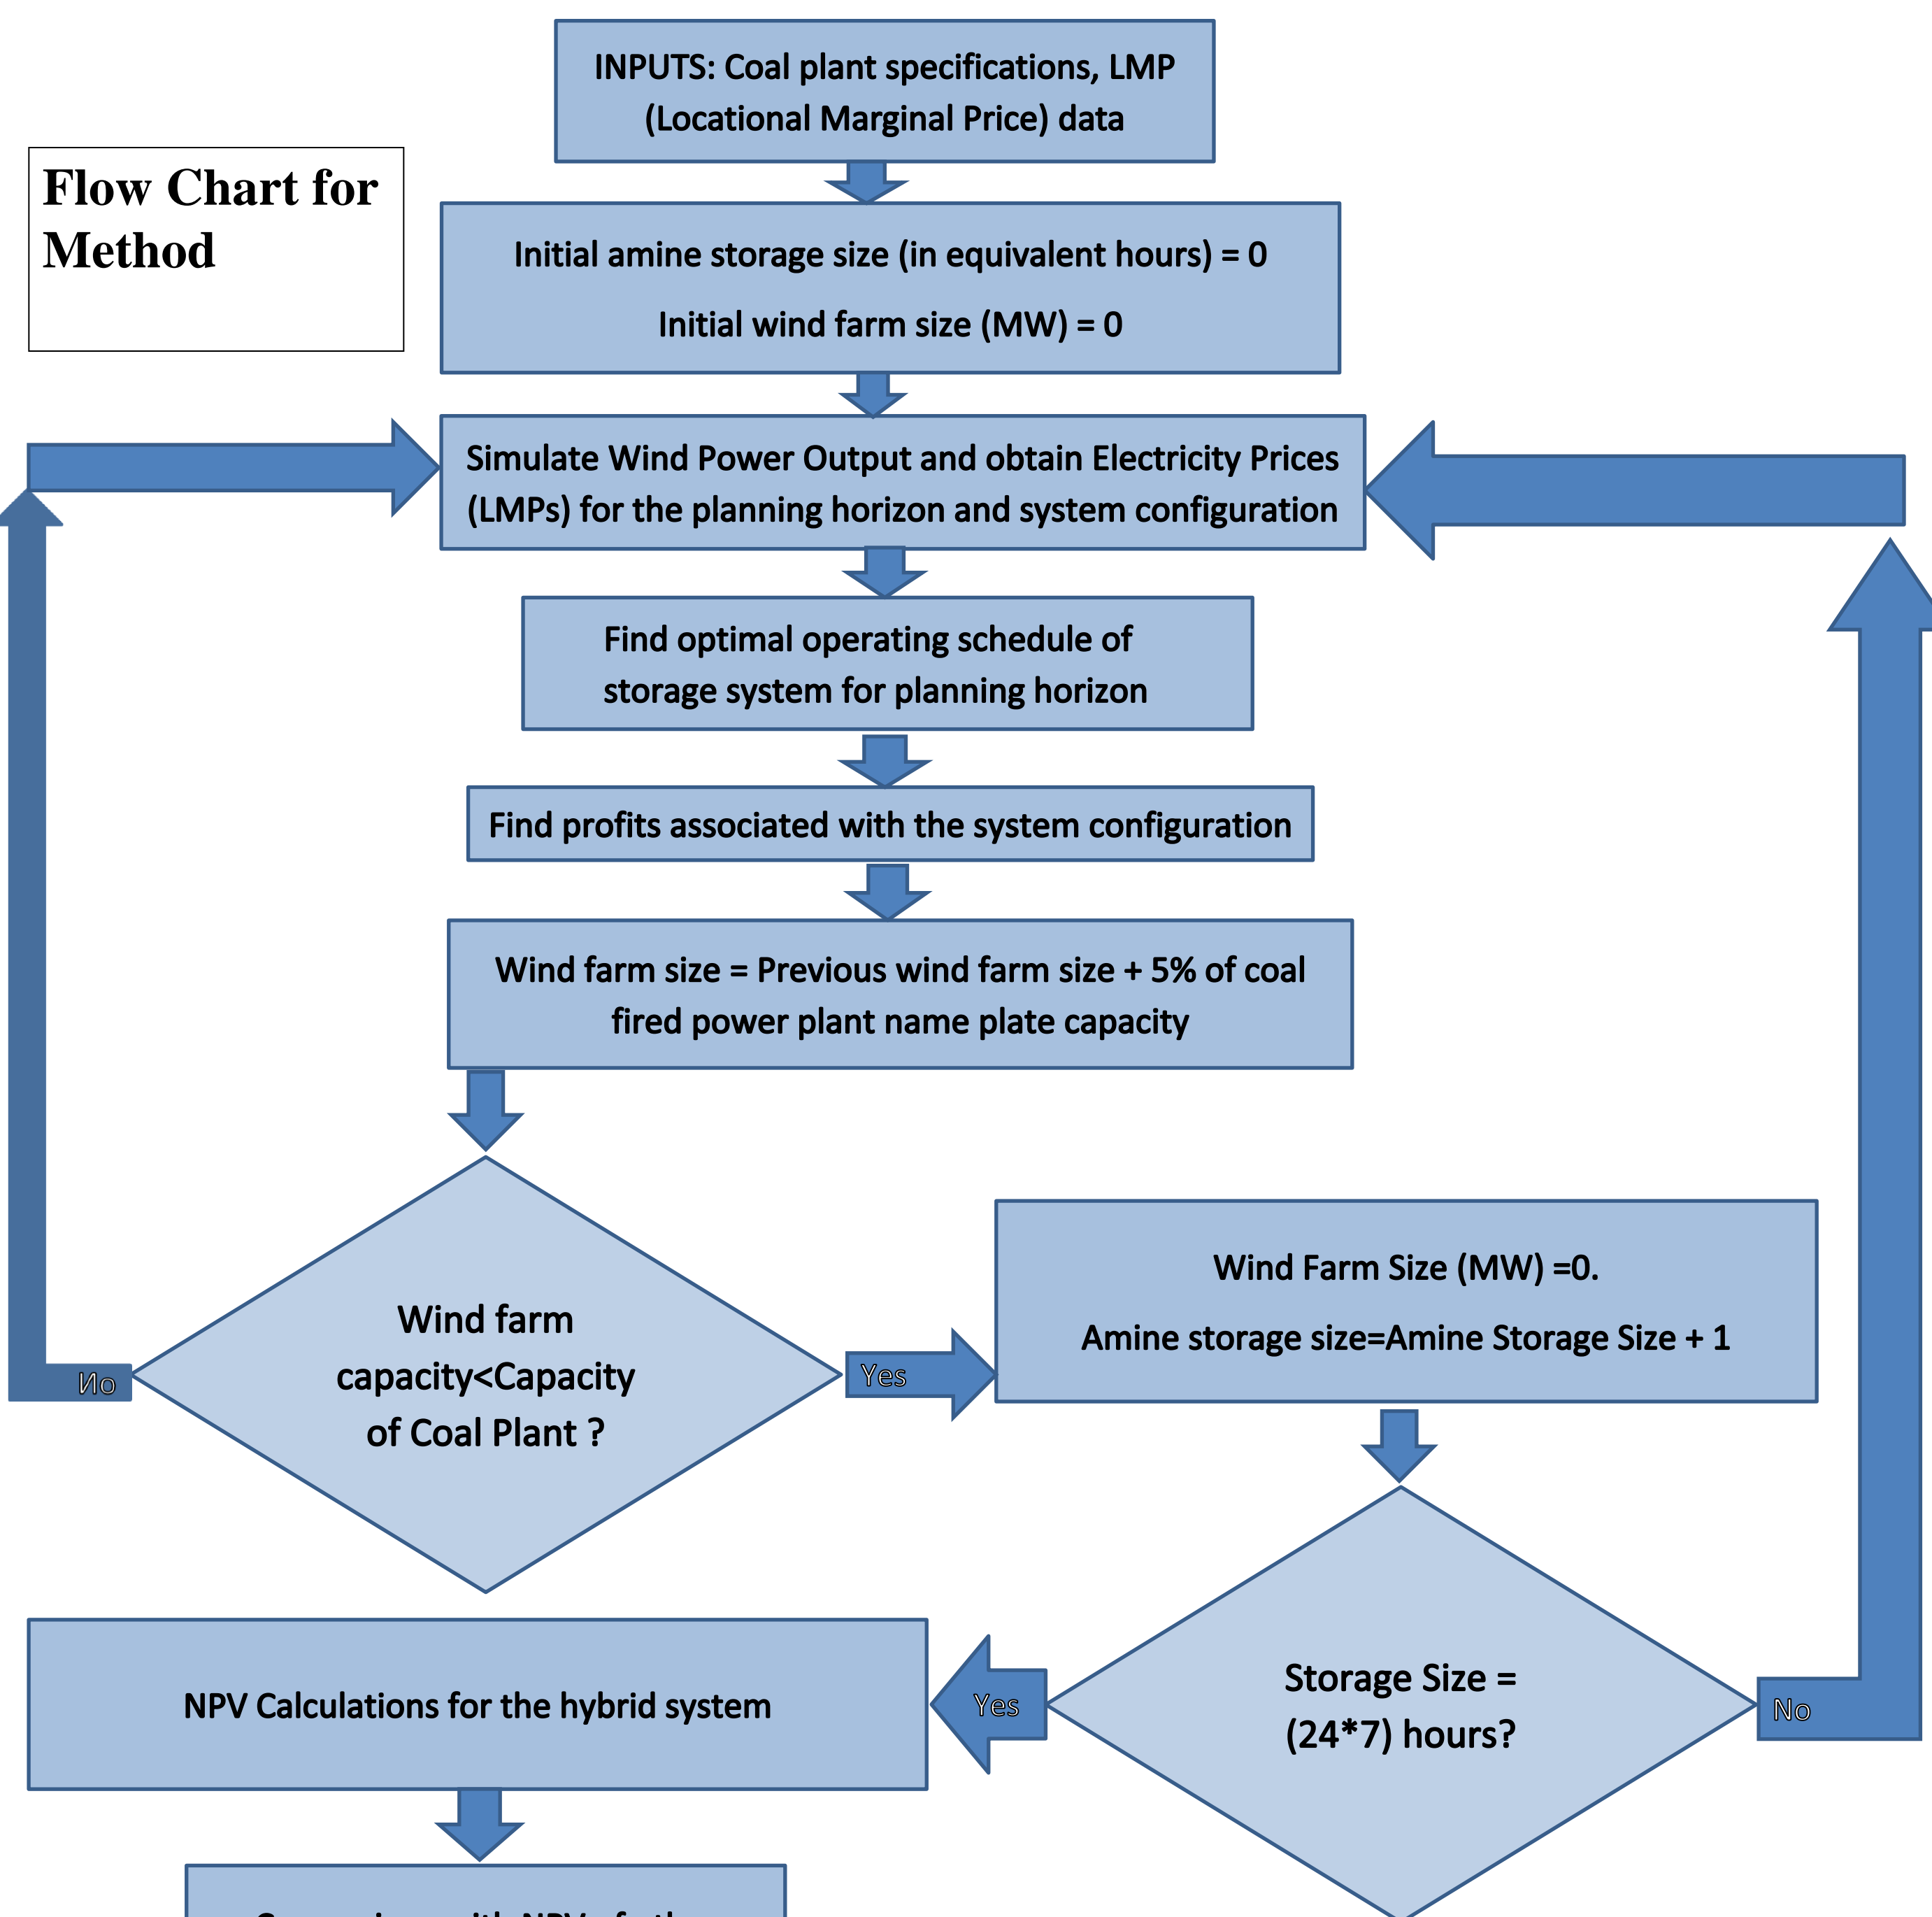 INPUTS: Coal plant specifications, LMP
(Locational Marginal Price) data
Flow Chart for
Method
Initial amine storage size (in equivalent hours) = 0
Initial wind farm size (MW) = 0
Simulate Wind Power Output and obtain Electricity Prices
(LMPs) for the planning horizon and system configuration
Find optimal operating schedule of
storage system for planning horizon
Find profits associated with the system configuration
Wind farm size = Previous wind farm size + 5% of coal
fired power plant name plate capacity
Wind farm
capacity<Capacity
of Coal Plant ?
No
Yes
Wind Farm Size (MW) =0.
Amine storage size=Amine Storage Size + 1
Storage Size =
(24*7) hours?
No
Yes
NPV Calculations for the hybrid system